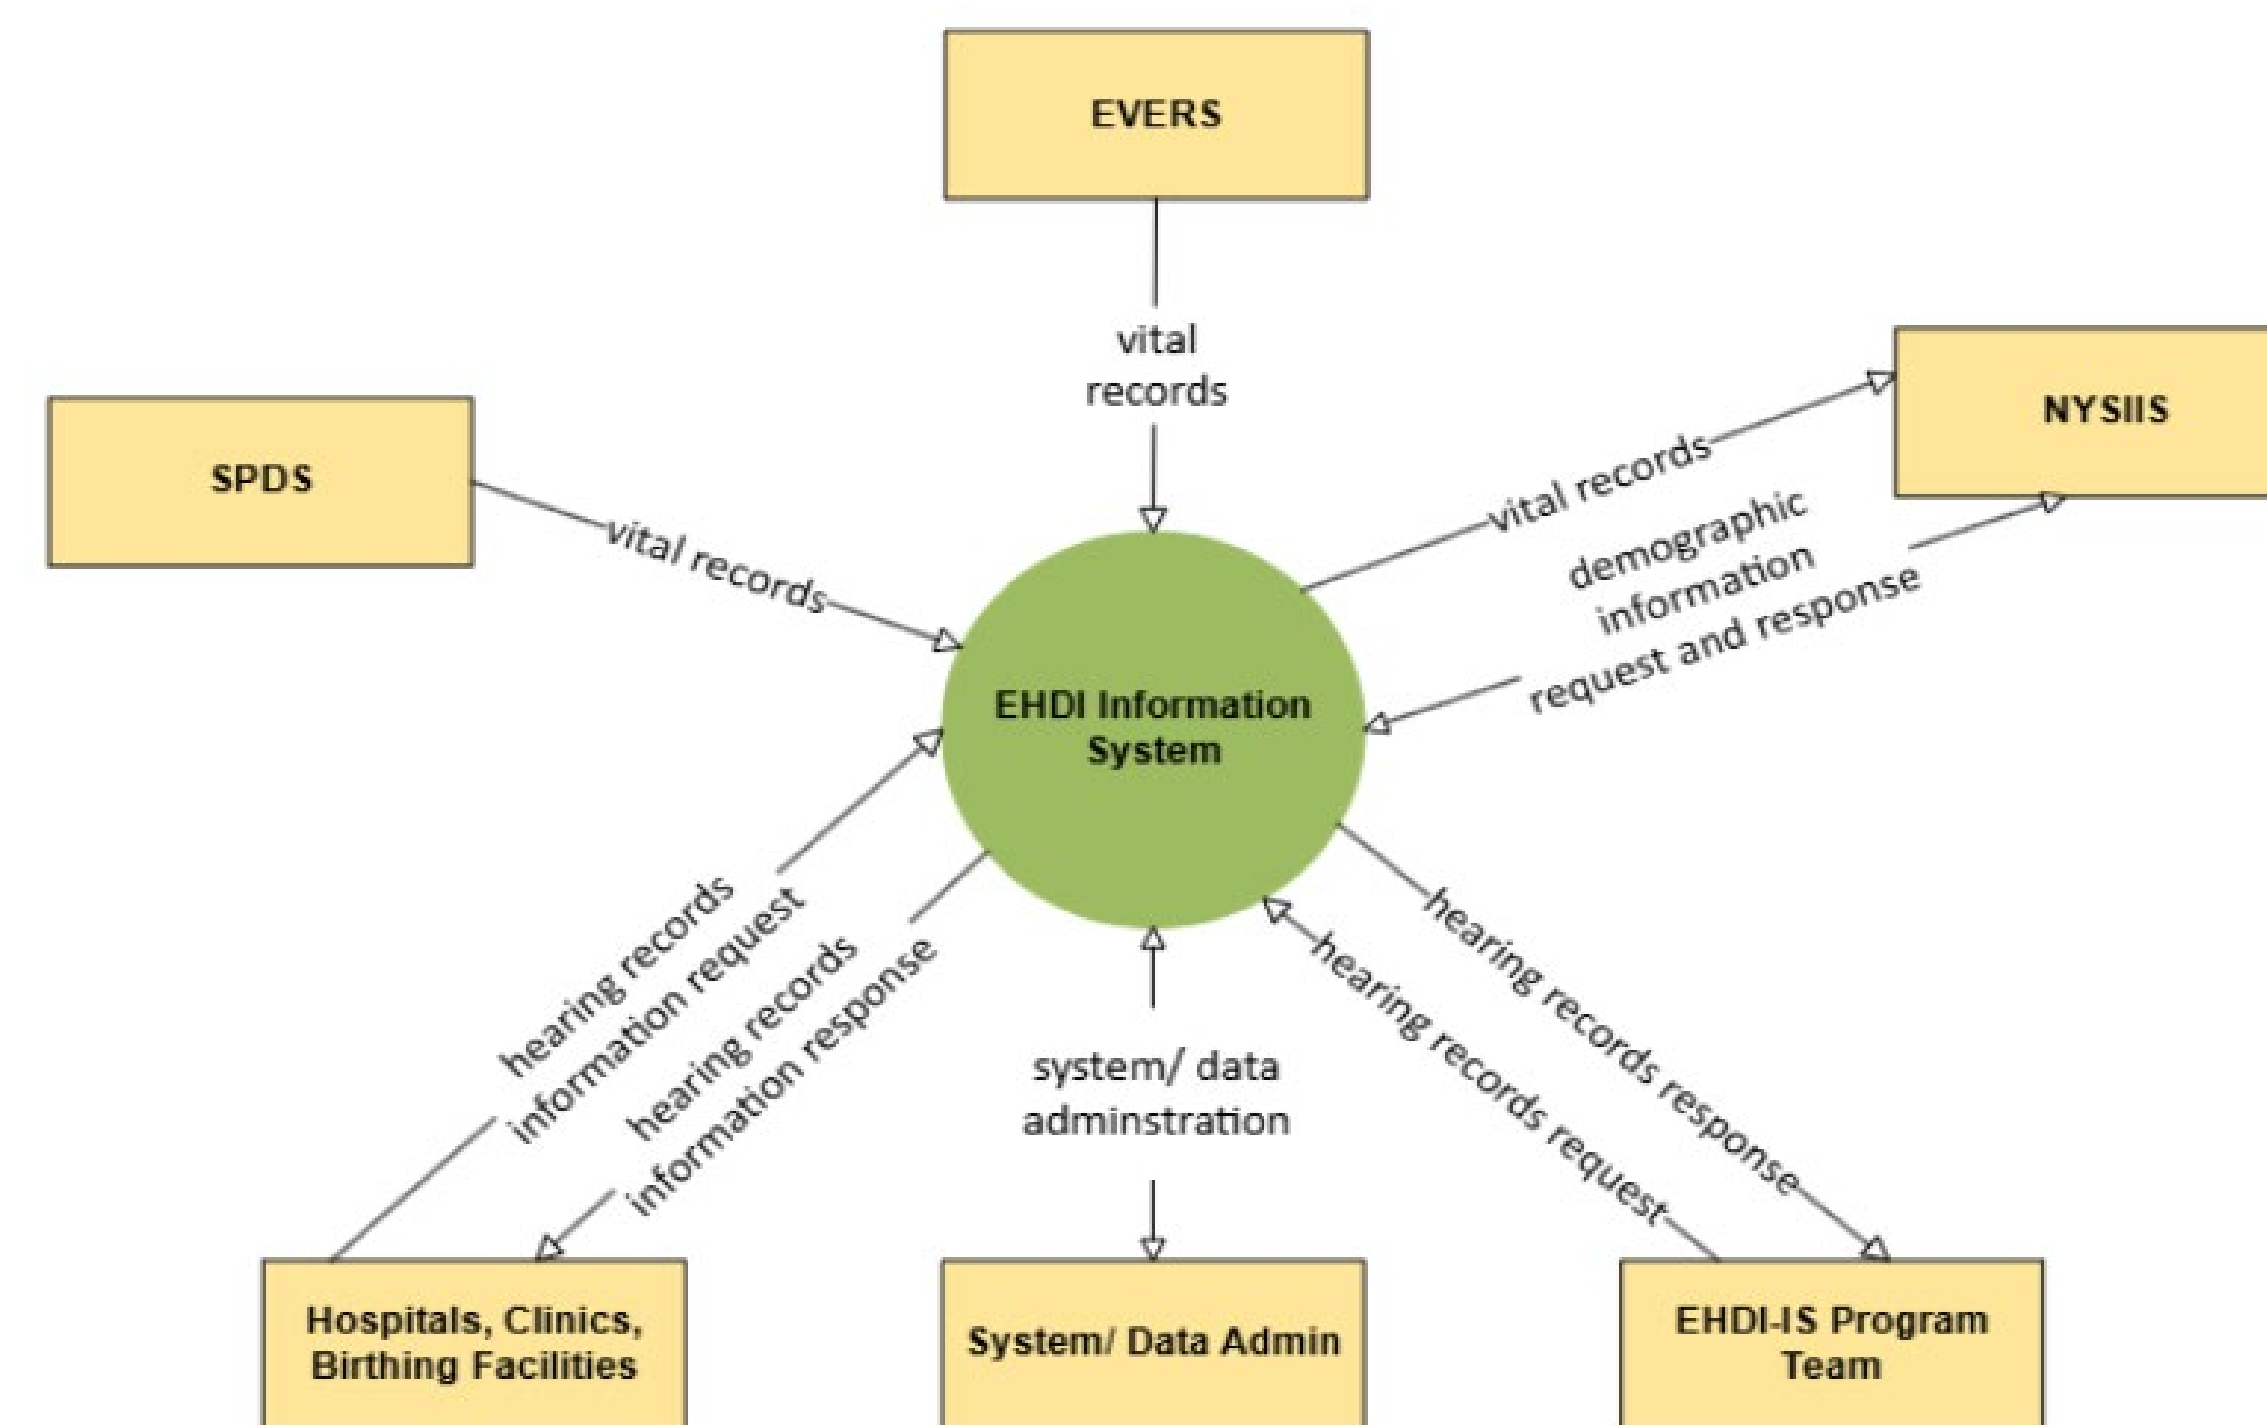 EVERS
vital
records
NYSIIS
SPDS
vital records
vital records
demographic
information
request and response
EHDI Information
System
hearing records
information request
hearing records
information response
system/ data
adminstration
hearing records response
hearing records request
Hospitals, Clinics,
Birthing Facilities
System/ Data Admin
EHDI-IS Program
Team